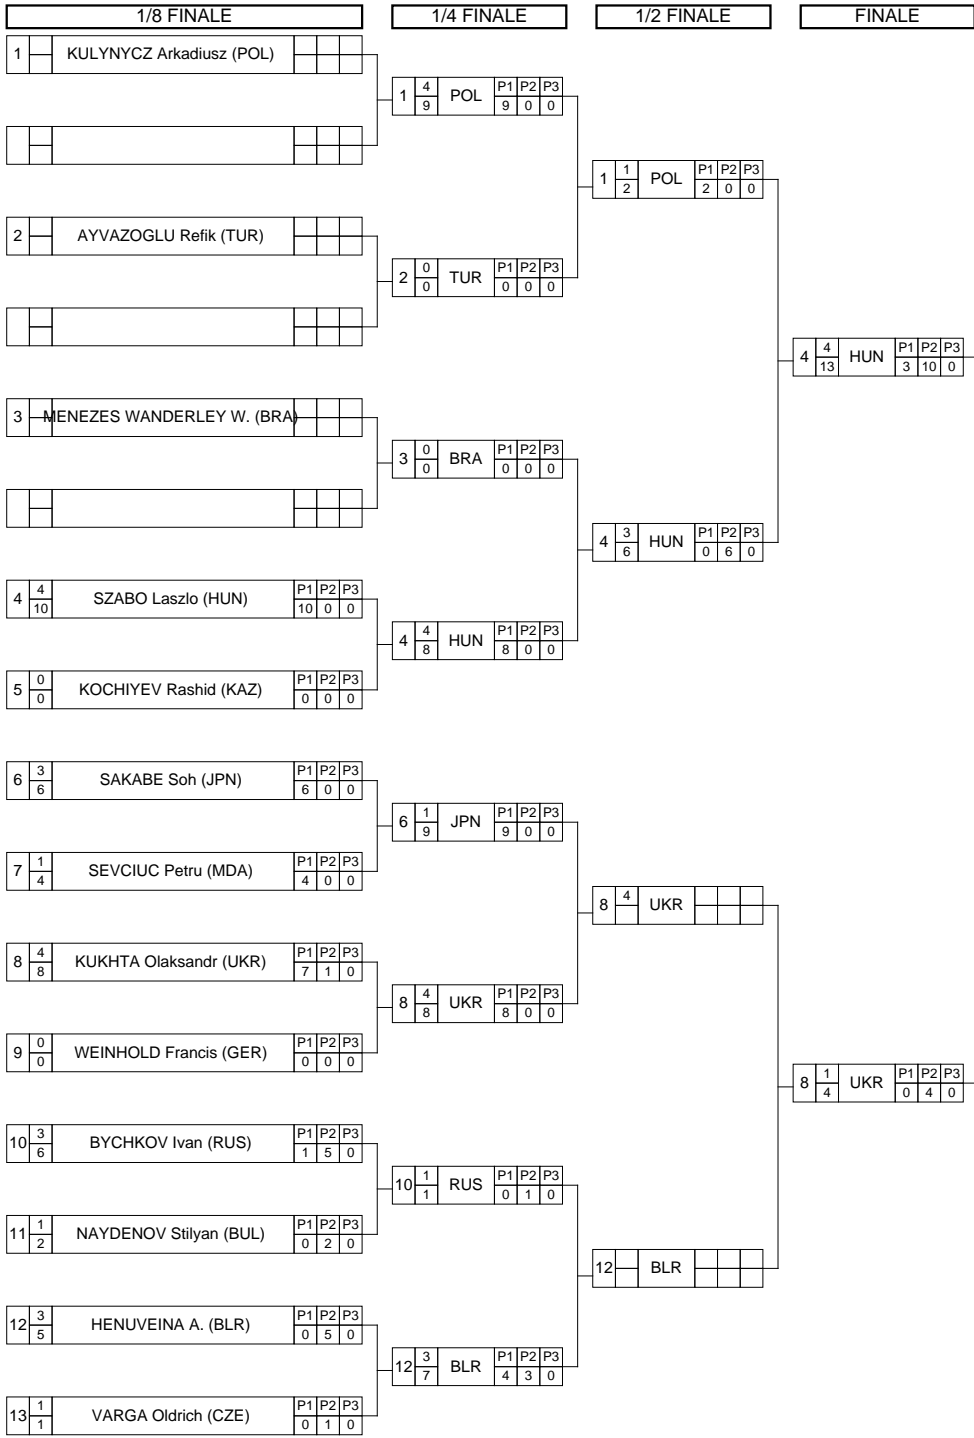 1/8 FINALE 1/4 FINALE 1/2 FINALE FINALE
1 KULYNYCZ Arkadiusz (POL)
1 4 9 POL P1 P2 P3 9 0 0
1 1 2 POL P1 P2 P3 2 0 0
2 AYVAZOGLU Refik (TUR)
2 0 0 TUR P1 P2 P3 0 0 0
4 4 13 HUN P1 P2 P3 3 10 0
3 MENEZES WANDERLEY W. (BRA)
3 0 0 BRA P1 P2 P3 0 0 0
4 3 6 HUN P1 P2 P3 0 6 0
4 4 10 SZABO Laszlo (HUN) P1 P2 P3 10 0 0
4 4 8 HUN P1 P2 P3 8 0 0
5 0 0 KOCHIYEV Rashid (KAZ) P1 P2 P3 0 0 0
6 3 6 SAKABE Soh (JPN) P1 P2 P3 6 0 0
6 1 9 JPN P1 P2 P3 9 0 0
7 1 4 SEVCIUC Petru (MDA) P1 P2 P3 4 0 0
8 4 UKR
8 4 8 KUKHTA Olaksandr (UKR) P1 P2 P3 7 1 0
8 4 8 UKR P1 P2 P3 8 0 0
9 0 0 WEINHOLD Francis (GER) P1 P2 P3 0 0 0
8 1 4 UKR P1 P2 P3 0 4 0
10 3 6 BYCHKOV Ivan (RUS) P1 P2 P3 1 5 0
10 1 1 RUS P1 P2 P3 0 1 0
11 1 2 NAYDENOV Stilyan (BUL) P1 P2 P3 0 2 0
12 BLR
12 3 5 HENUVEINA A. (BLR) P1 P2 P3 0 5 0
12 3 7 BLR P1 P2 P3 4 3 0
13 1 1 VARGA Oldrich (CZE) P1 P2 P3 0 1 0